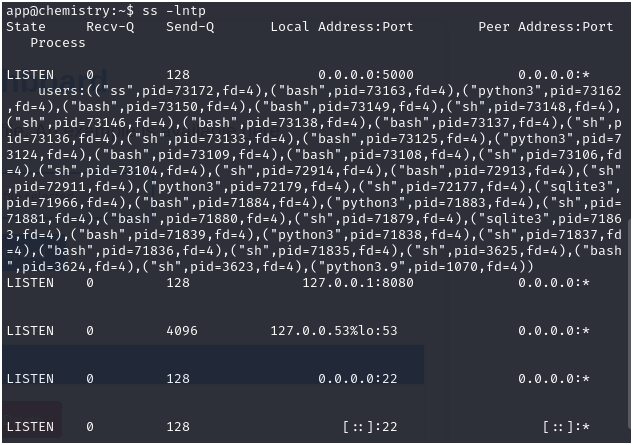 app@chemistry:~$ ss -lntp
State Recv-Q Send-Q Local Address:Port Peer Address:Port
Process
LISTEN 0 128 0.0.0.0:5000 0.0.0.0:*
users:(("ss",pid=73172,fd=4),("bash",pid=73163,fd=4),("python3",pid=73162
,fd=4),("bash",pid=73150,fd=4),("bash",pid=73149,fd=4),("sh",pid=73148,fd=4),
("sh",pid=73146,fd=4),("bash",pid=73138,fd=4),("bash",pid=73137,fd=4),("sh",p
id=73136,fd=4),("sh",pid=73133,fd=4),("bash",pid=73125,fd=4),("python3",pid=7
3124,fd=4),("bash",pid=73109,fd=4),("bash",pid=73108,fd=4),("sh",pid=73106,fd
=4),("sh",pid=73104,fd=4),("sh",pid=72914,fd=4),("bash",pid=72913,fd=4),("sh"
,pid=72911,fd=4),("python3",pid=72179,fd=4),("sh",pid=72177,fd=4),("sqlite3",
pid=71966,fd=4),("bash",pid=71884,fd=4),("python3",pid=71883,fd=4),("sh",pid=
71881,fd=4),("bash",pid=71880,fd=4),("sh",pid=71879,fd=4),("sqlite3",pid=7186
3,fd=4),("bash",pid=71839,fd=4),("python3",pid=71838,fd=4),("sh",pid=71837,fd
=4),("bash",pid=71836,fd=4),("sh",pid=71835,fd=4),("sh",pid=3625,fd=4),("bash
",pid=3624,fd=4),("sh",pid=3623,fd=4),("python3.9",pid=1070,fd=4))
LISTEN 0 128 127.0.0.1:8080 0.0.0.0:*
LISTEN 0 4096 127.0.0.53%lo:53 0.0.0.0:*
LISTEN 0 128 0.0.0.0:22 0.0.0.0:*
LISTEN 0 128 [::]:22 [::]:*